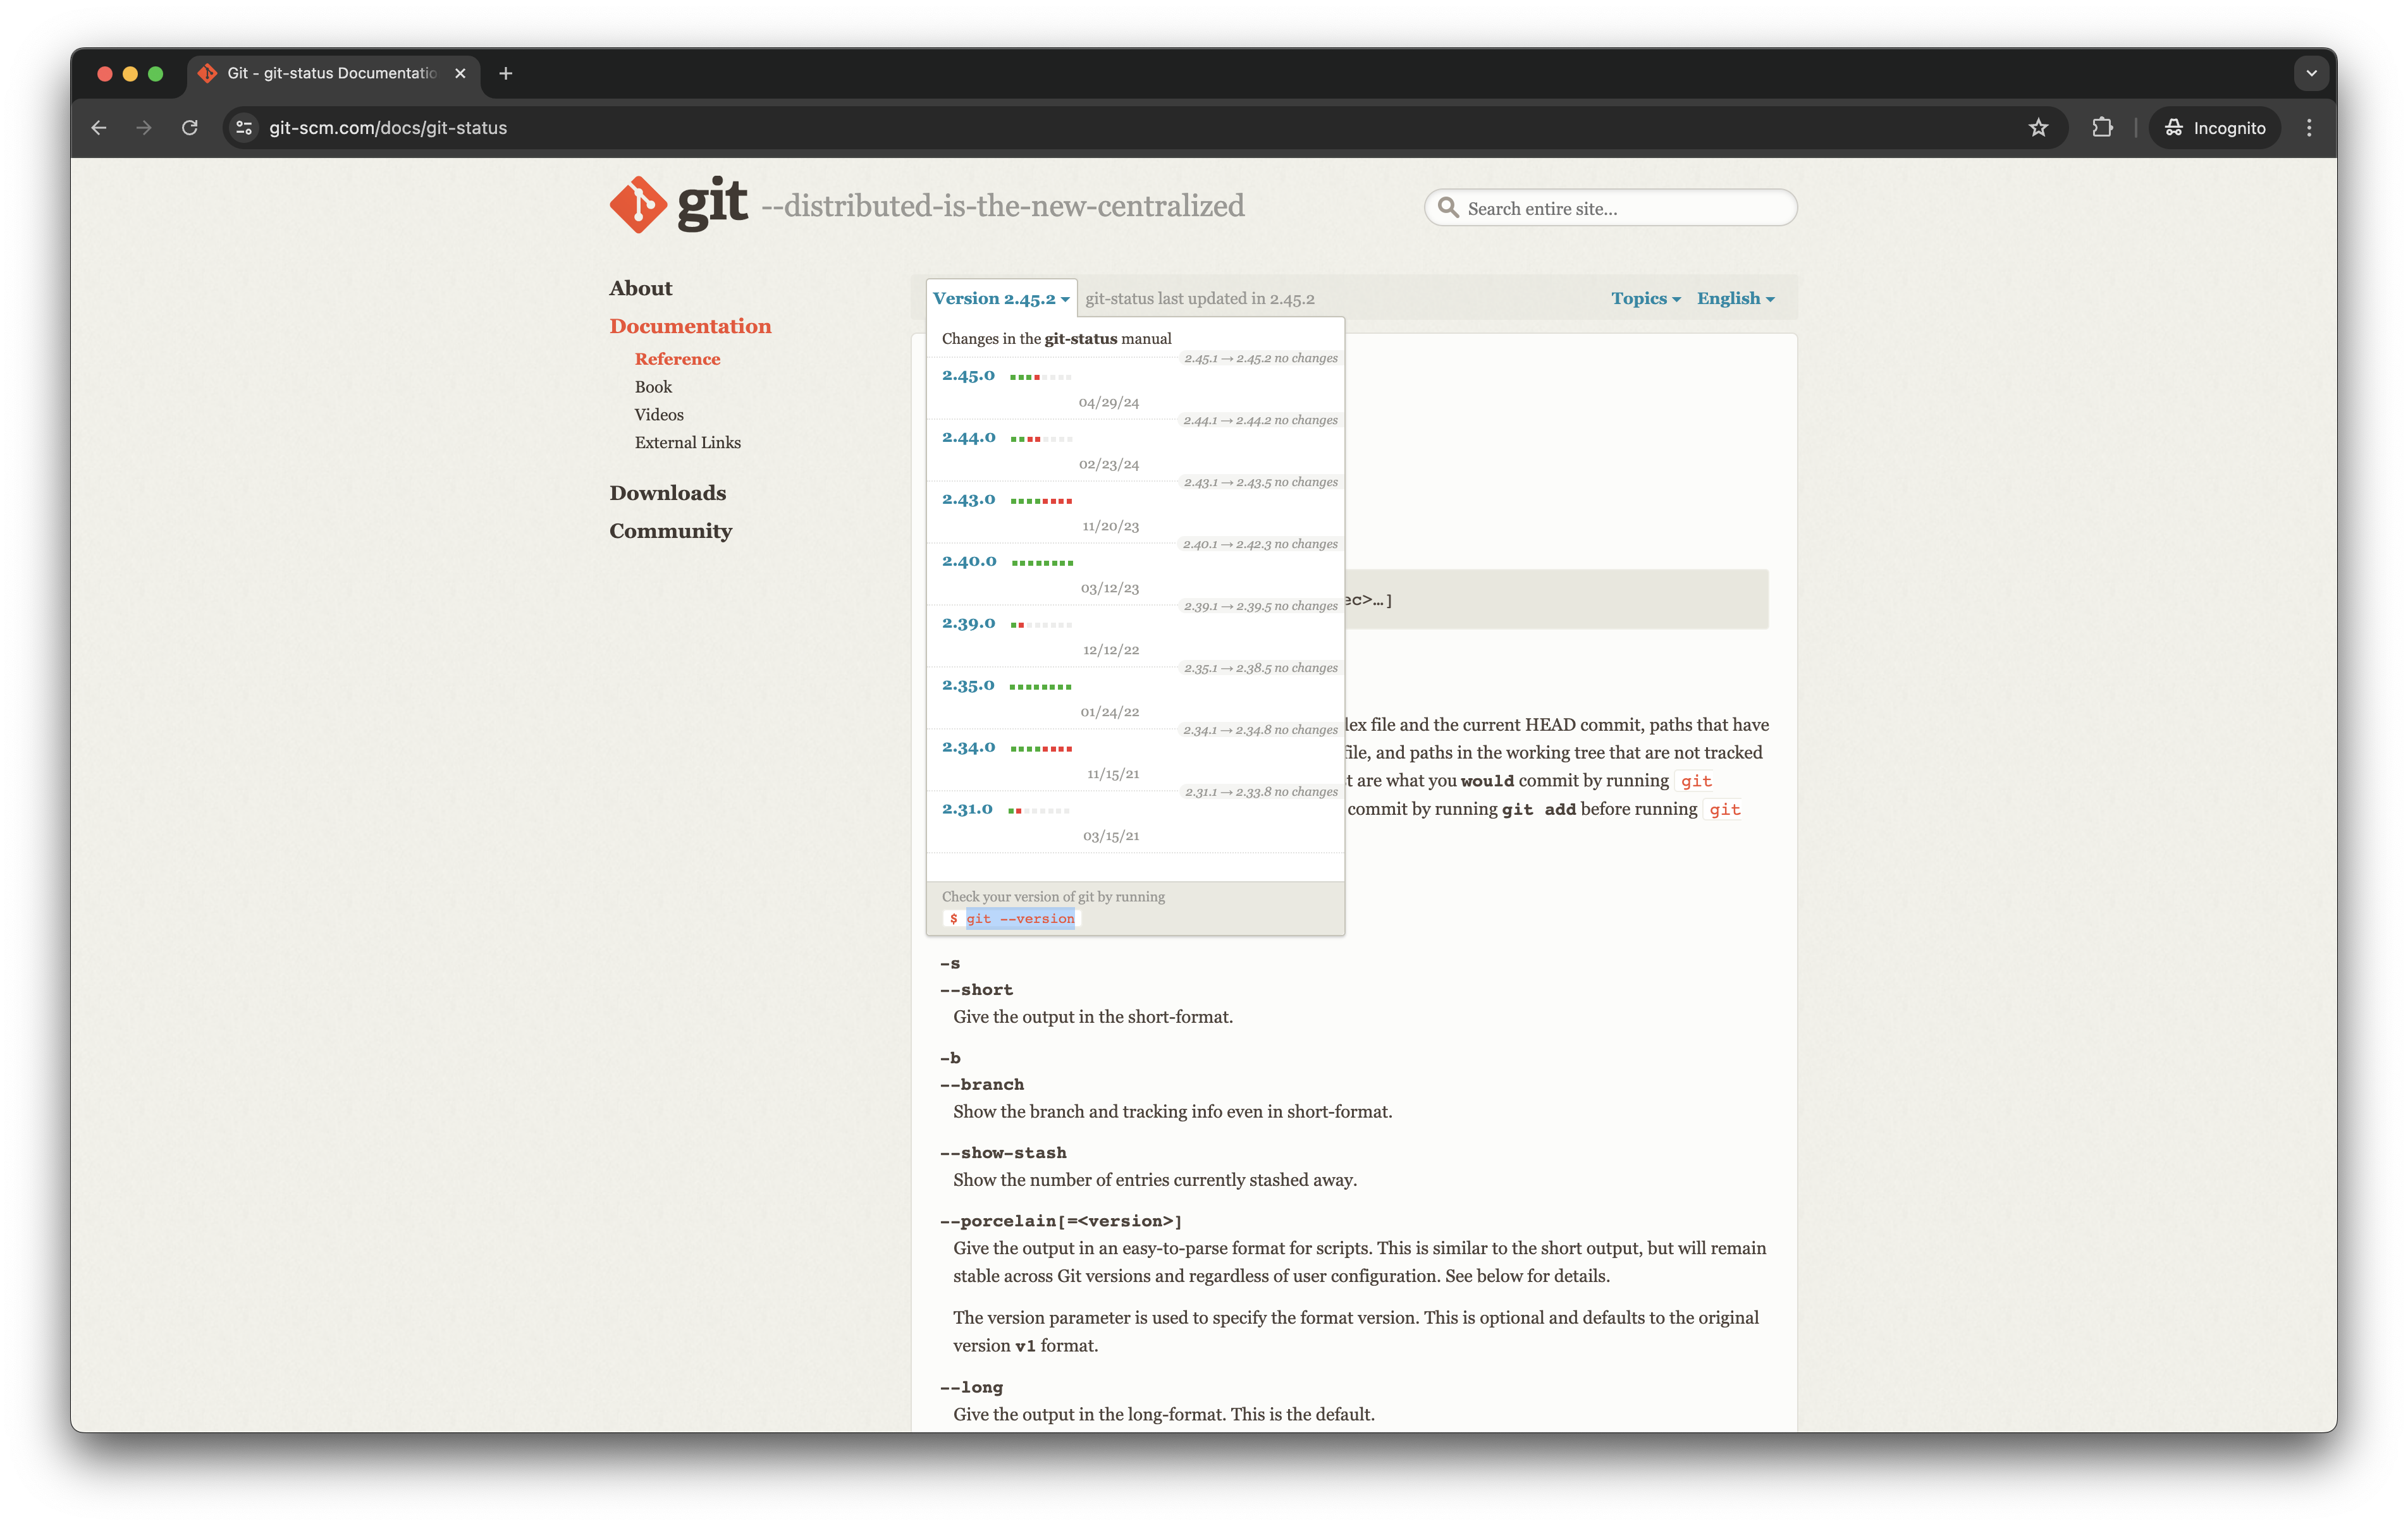 Git - git-status Documentatio
git-scm.com/docs/git-status
Incognito
git --distributed-is-the-new-centralized
Search entire site...
About
Documentation
Reference
Book
Videos
External Links
Downloads
Community
Version 2.45.2 ▾ git-status last updated in 2.45.2
Topics ▾ English ▾
Changes in the git-status manual
2.45.1 → 2.45.2 no changes
2.45.0
04/29/24
2.44.1 → 2.44.2 no changes
2.44.0
02/23/24
2.43.1 → 2.43.5 no changes
2.43.0
11/20/23
2.40.1 → 2.42.3 no changes
2.40.0
03/12/23
2.39.1 → 2.39.5 no changes
2.39.0
12/12/22
2.35.1 → 2.38.5 no changes
2.35.0
01/24/22
2.34.1 → 2.34.8 no changes
2.34.0
11/15/21
2.31.1 → 2.33.8 no changes
2.31.0
03/15/21
Check your version of git by running
$ git --version
ec>…]
lex file and the current HEAD commit, paths that have
file, and paths in the working tree that are not tracked
t are what you would commit by running git
commit by running git add before running git
-s
--short
Give the output in the short-format.
-b
--branch
Show the branch and tracking info even in short-format.
--show-stash
Show the number of entries currently stashed away.
--porcelain[=<version>]
Give the output in an easy-to-parse format for scripts. This is similar to the short output, but will remain
stable across Git versions and regardless of user configuration. See below for details.
The version parameter is used to specify the format version. This is optional and defaults to the original
version v1 format.
--long
Give the output in the long-format. This is the default.